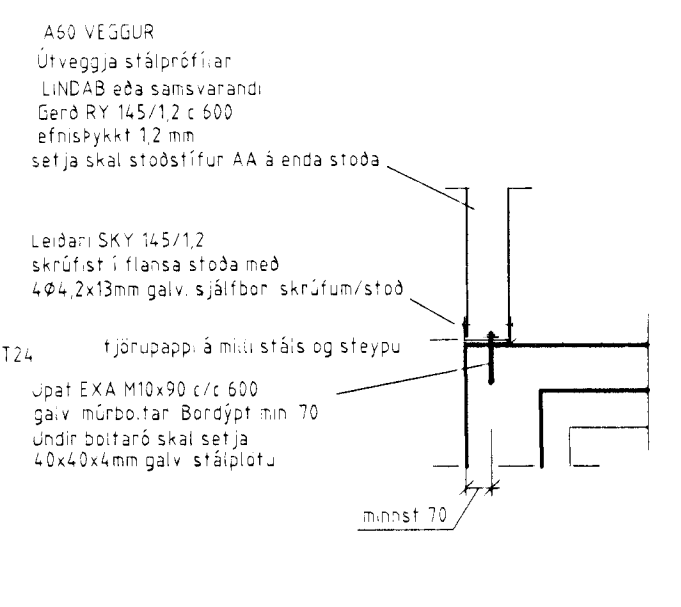 A60 VEGGUR
Útveggja stálprófílar
LINDAB eða samsvarandi
Gerð RY 145/1,2 c 600
efnisþykkt 1,2 mm
setja skal stoðstífur AA á enda stoða
Leiðari SKY 145/1,2
skrúfist í flansa stoða með
4Φ4,2x13mm galv. sjálfbor skrúfum/stoð
T24
tjörupappi á milli stáls og steypu
Upat EXA M10x90 c/c 600
galv múrboltar Bordýpt min 70
Undir boltaró skal setja
40x40x4mm galv stálplötu
minnst 70